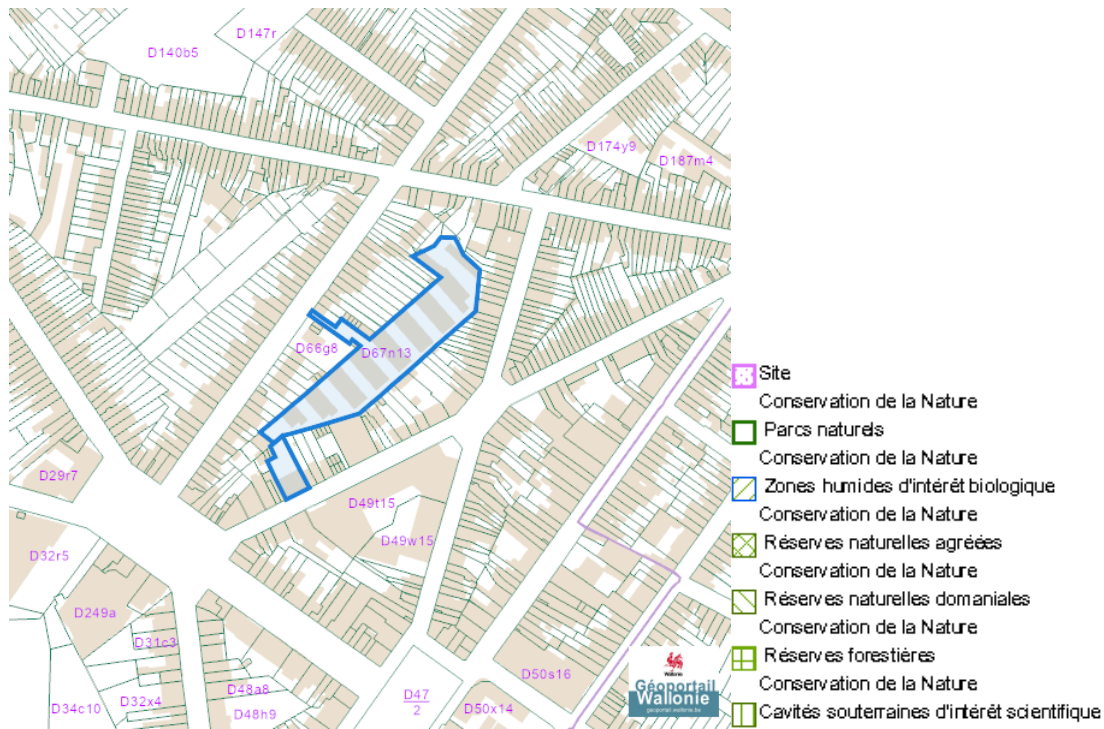 D140b5
D147r
D174y9
D187m4
D66g8
D67n13
D29r7
D49t15
D49w15
D32r5
D249a
D31c3
D32x4
D34c10
D48a8
D48h9
D47
2
D50x14
D50s16
Wallonie
Géoportail
Wallonie
geoportail.wallonie.be
Site
Conservation de la Nature
Parcs naturels
Conservation de la Nature
Zones humides d'intérêt biologique
Conservation de la Nature
Réserves naturelles agréées
Conservation de la Nature
Réserves naturelles domaniales
Conservation de la Nature
Réserves forestières
Conservation de la Nature
Cavités souterraines d'intérêt scientifique